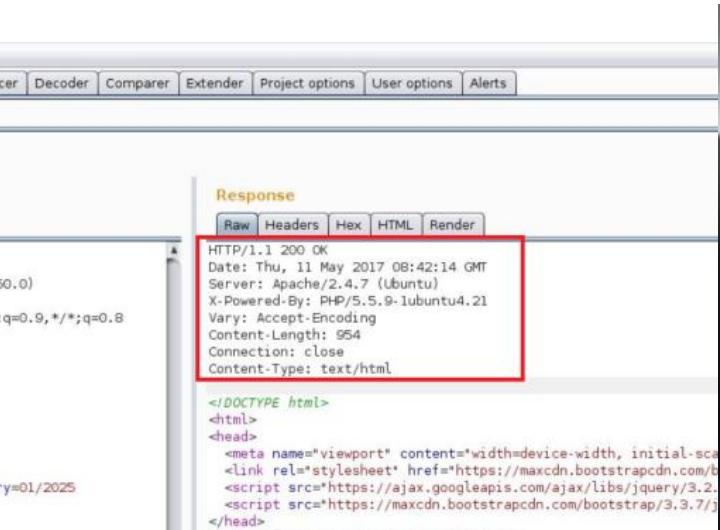 cer Decoder Comparer Extender Project options User options Alerts
Response
Raw Headers Hex HTML Render
HTTP/1.1 200 OK
Date: Thu, 11 May 2017 08:42:14 GMT
Server: Apache/2.4.7 (Ubuntu)
X-Powered-By: PHP/5.5.9-1ubuntu4.21
Vary: Accept-Encoding
Content-Length: 954
Connection: close
Content-Type: text/html
0.0)
q=0.9,*/*;q=0.8
y=01/2025
<!DOCTYPE html>
<html>
<head>
<meta name="viewport" content="width=device-width, initial-sca
<link rel="stylesheet" href="https://maxcdn.bootstrapcdn.com/b
<script src="https://ajax.googleapis.com/ajax/libs/jquery/3.2.
<script src="https://maxcdn.bootstrapcdn.com/bootstrap/3.3.7/j
</head>